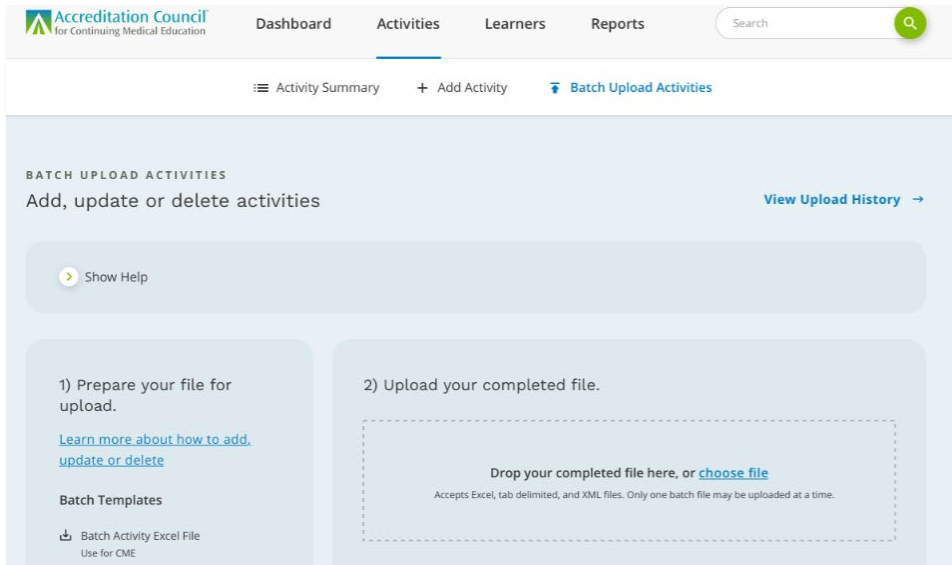 Accreditation Council
for Continuing Medical Education
Dashboard
Activities
Learners
Reports
Search
Activity Summary
+ Add Activity
Batch Upload Activities
BATCH UPLOAD ACTIVITIES
Add, update or delete activities
View Upload History →
Show Help
1) Prepare your file for
upload.
Learn more about how to add,
update or delete
Batch Templates
Batch Activity Excel File
Use for CME
2) Upload your completed file.
Drop your completed file here, or choose file
Accepts Excel, tab delimited, and XML files. Only one batch file may be uploaded at a time.